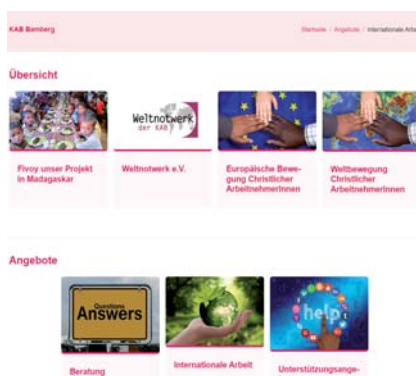 KAB Bamberg
Startseite / Angebote / Internationale Arbe
Übersicht
Weltnotwerk
der KAB
Fivoy unser Projekt
in Madagaskar
Weltnotwerk e.V.
Europäische Bewe-
gung Christlicher
ArbeitnehmerInnen
Weltbewegung
Christlicher
ArbeitnehmerInnen
Angebote
Questions
Answers
help
Beratung
Internationale Arbeit
Unterstützungsange-